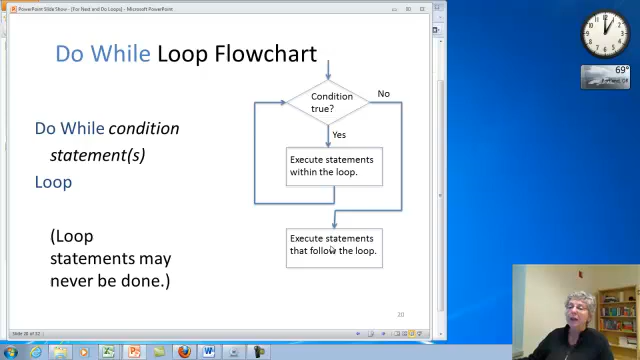 PowerPoint Slide Show - [For Next and Do Loops] - Microsoft PowerPoint
Do While Loop Flowchart
Do While condition
statement(s)
Loop
(Loop
statements may
never be done.)
Condition
true?
No
Yes
Execute statements
within the loop.
Execute statements
that follow the loop.
20
69°
Portland, OR